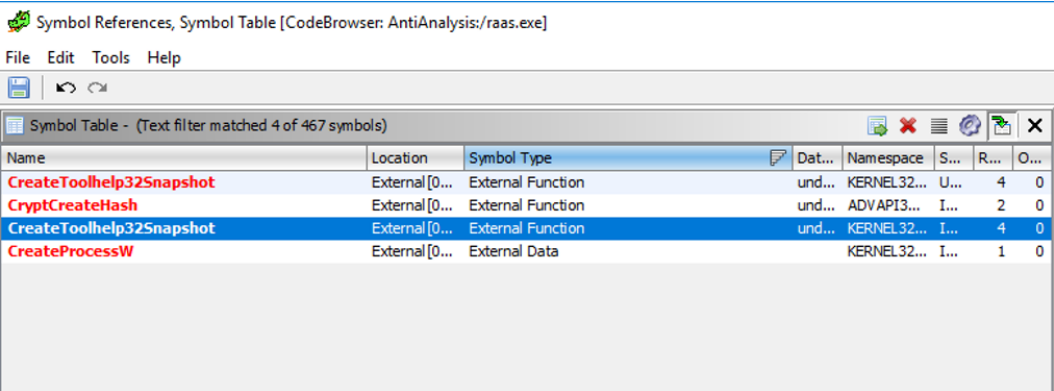 Symbol References, Symbol Table [CodeBrowser: AntiAnalysis:/raas.exe]
File Edit Tools Help
Symbol Table - (Text filter matched 4 of 467 symbols)
Name Location Symbol Type Dat... Namespace S... R... O...
CreateToolhelp32Snapshot External[0... External Function und... KERNEL32... U... 4 0
CryptCreateHash External[0... External Function und... ADVAPI3... I... 2 0
CreateToolhelp32Snapshot External[0... External Function und... KERNEL32... I... 4 0
CreateProcessW External[0... External Data KERNEL32... I... 1 0